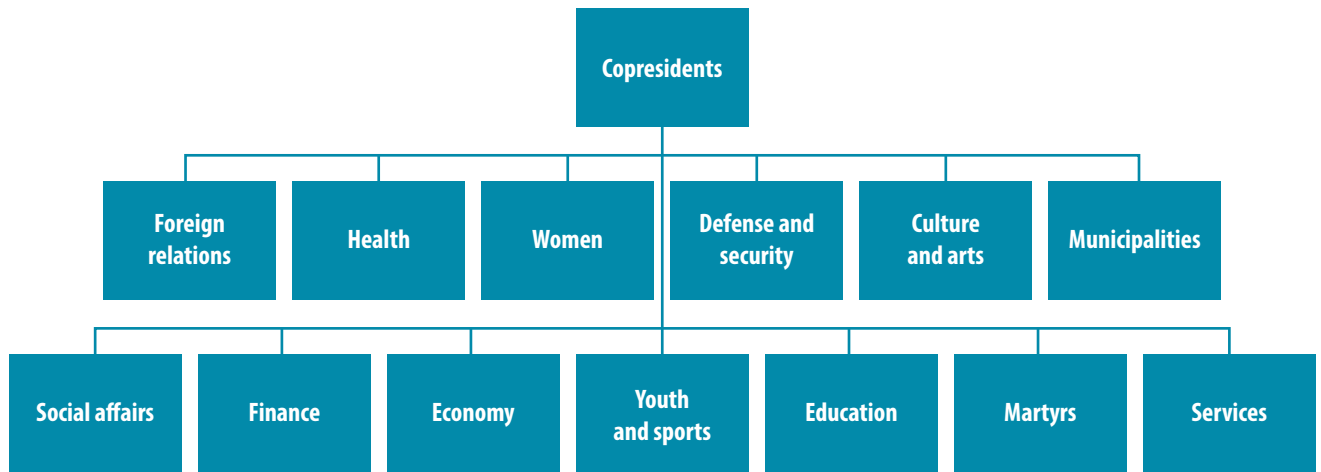 Copresidents
Foreign
relations
Health
Women
Defense and
security
Culture
and arts
Municipalities
Social affairs
Finance
Economy
Youth
and sports
Education
Martyrs
Services